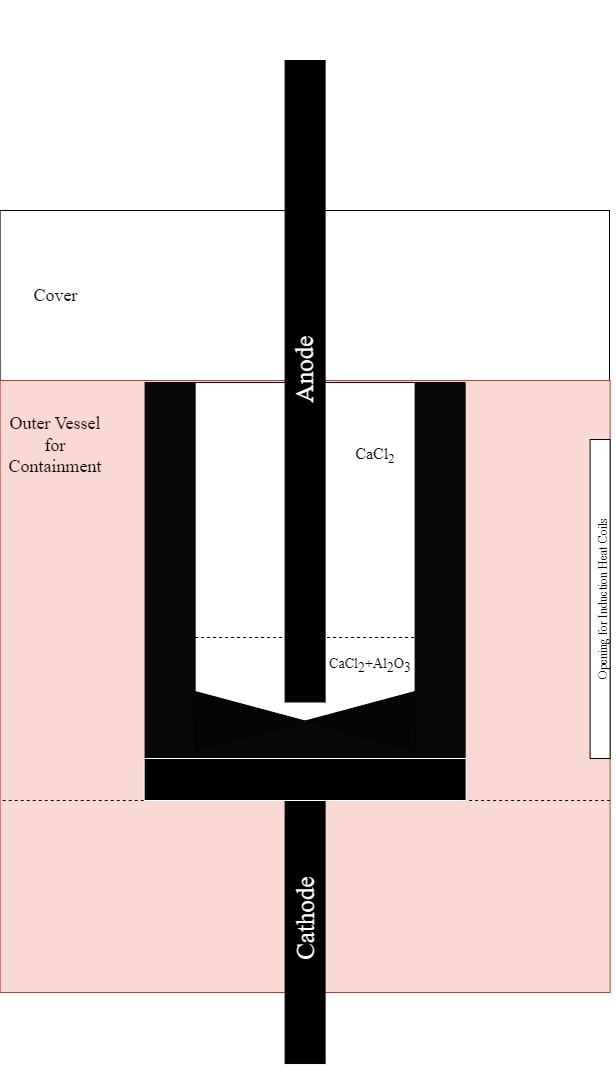 Cover
Anode
Outer Vessel
for
Containment
CaCl₂
Opening for Induction Heat Coils
CaCl₂+Al₂O₃
Cathode